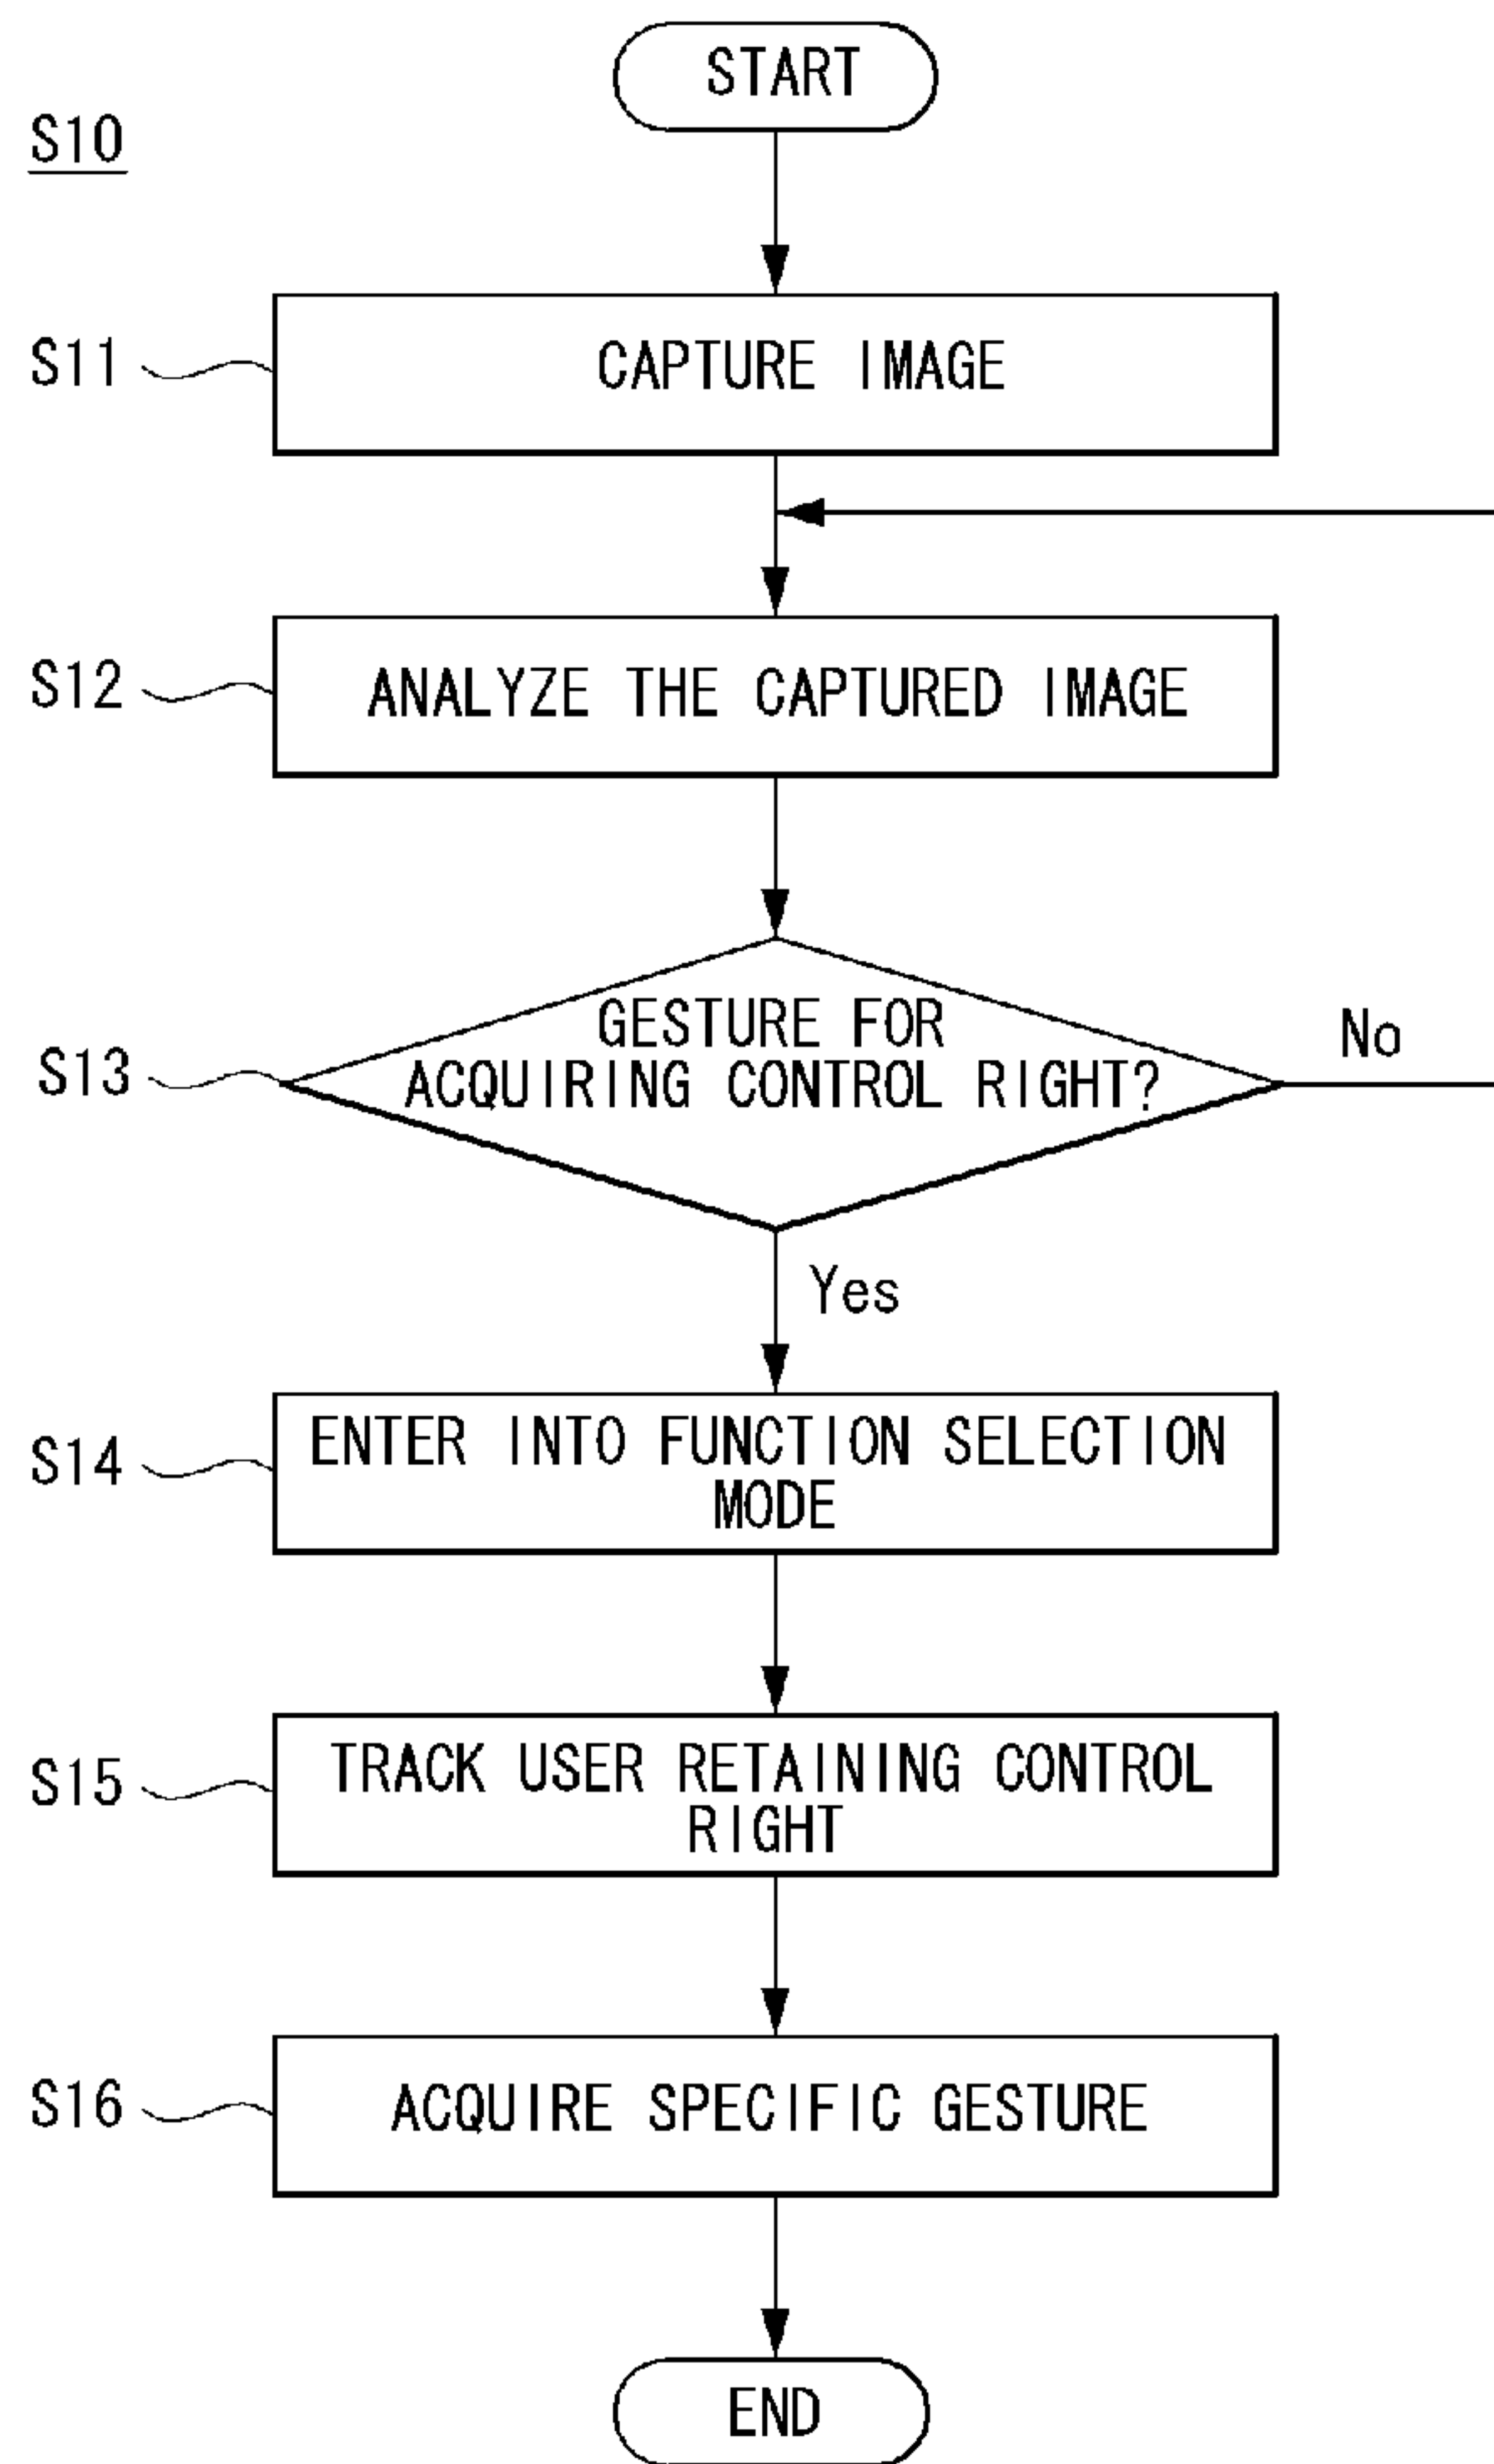 START
S10
S11
CAPTURE IMAGE
S12
ANALYZE THE CAPTURED IMAGE
S13
GESTURE FOR
ACQUIRING CONTROL RIGHT?
No
Yes
S14
ENTER INTO FUNCTION SELECTION
MODE
S15
TRACK USER RETAINING CONTROL
RIGHT
S16
ACQUIRE SPECIFIC GESTURE
END